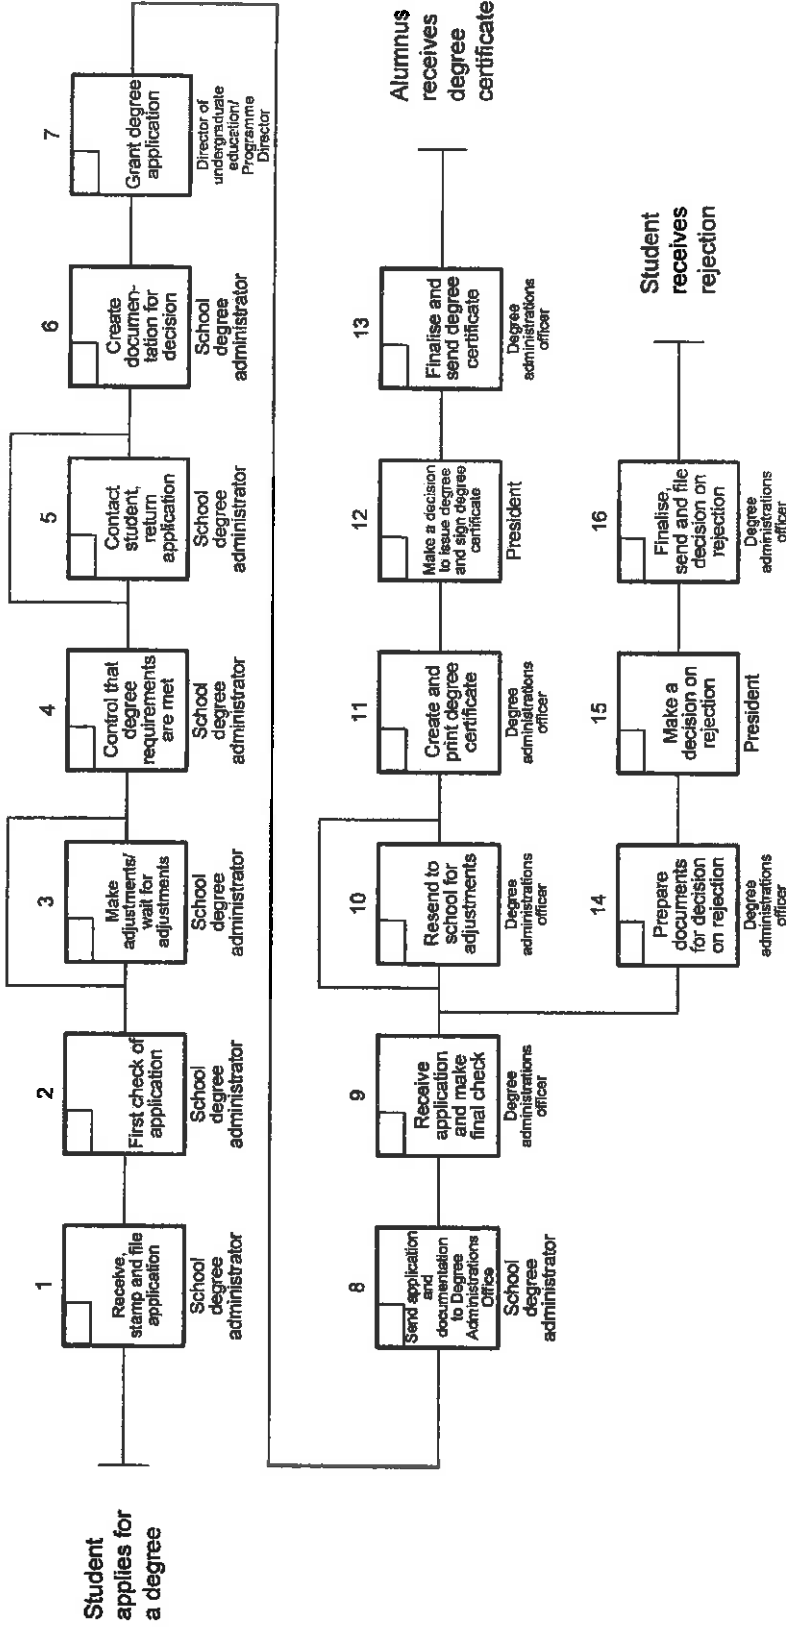 Student
applies for
a degree
1
Receive,
stamp and file
application
School
degree
administrator
2
First check of
application
School
degree
administrator
3
Make
adjustments/
wait for
adjustments
School
degree
administrator
4
Control that
degree
requirements
are met
School
degree
administrator
5
Contact
student,
return
application
School
degree
administrator
6
Create
documen-
tation for
decision
School
degree
administrator
7
Grant degree
application
Director of
undergraduate
education/
Programme
Director
8
Send application
and
documentation
to Degree
Administrations
Office
School
degree
administrator
9
Receive
application
and make
final check
Degree
administrations
officer
10
Resend to
school for
adjustments
Degree
administrations
officer
11
Create and
print degree
certificate
Degree
administrations
officer
12
Make a decision
to issue degree
and sign degree
certificate
President
13
Finalise and
send degree
certificate
Degree
administrations
officer
Alumnus
receives
degree
certificate
14
Prepare
documents
for decision
on rejection
Degree
administrations
officer
15
Make a
decision on
rejection
President
16
Finalise,
send and file
decision on
rejection
Degree
administrations
officer
Student
receives
rejection